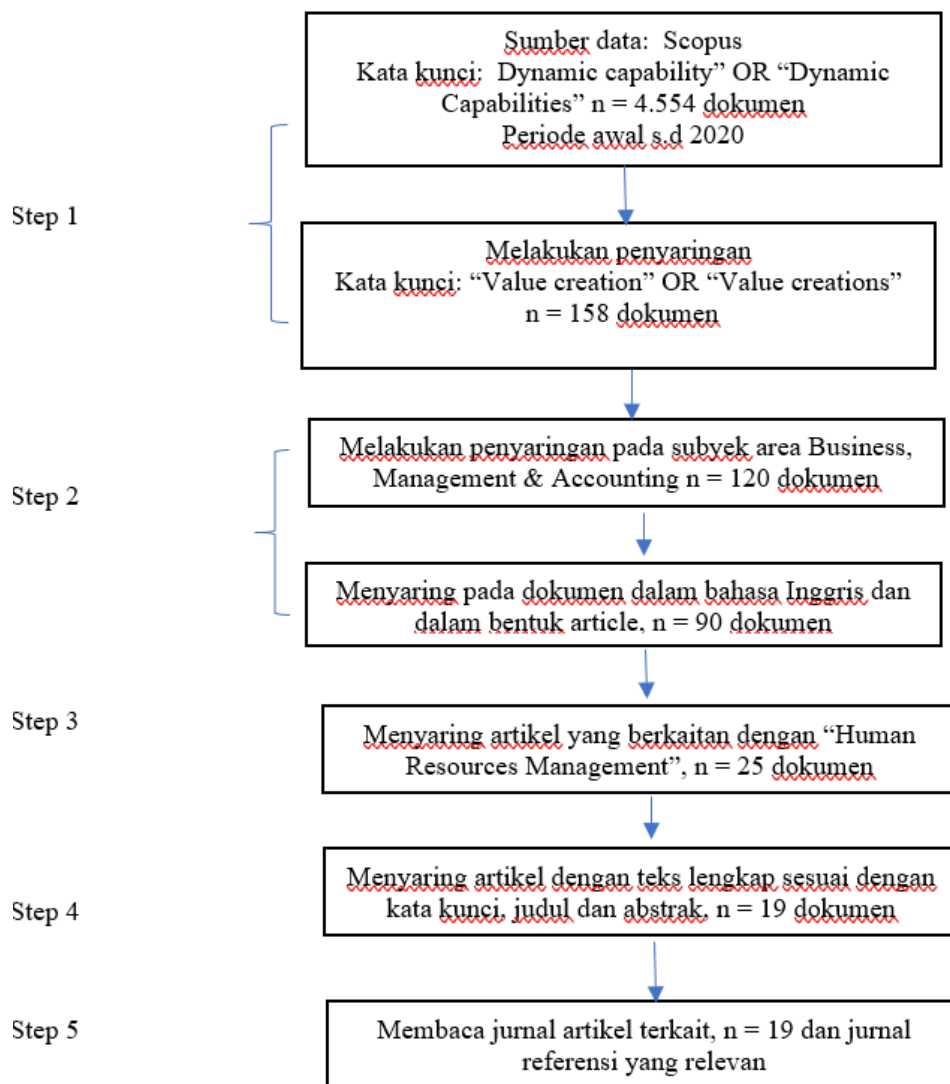 Sumber data:  Scopus
Kata kunci:  Dynamic capability” OR “Dynamic
Capabilities” n = 4.554 dokumen
Periode awal s.d 2020
Step 1
Melakukan penyaringan
Kata kunci: “Value creation” OR “Value creations”
n = 158 dokumen
Melakukan penyaringan pada subyek area Business,
Management & Accounting n = 120 dokumen
Step 2
Menyaring pada dokumen dalam bahasa Inggris dan
dalam bentuk article, n = 90 dokumen
Step 3
Menyaring artikel yang berkaitan dengan “Human
Resources Management”, n = 25 dokumen
Step 4
Menyaring artikel dengan teks lengkap sesuai dengan
kata kunci, judul dan abstrak, n = 19 dokumen
Step 5
Membaca jurnal artikel terkait, n = 19 dan jurnal
referensi yang relevan